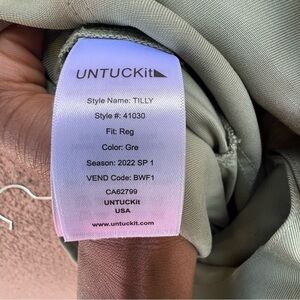 UNTUCKit
Style Name: TILLY
Style #: 41030
Fit: Reg
Color: Gre
Season: 2022 SP 1
VEND Code: BWF1
CA62799
UNTUCKit
USA
www.untuckit.com